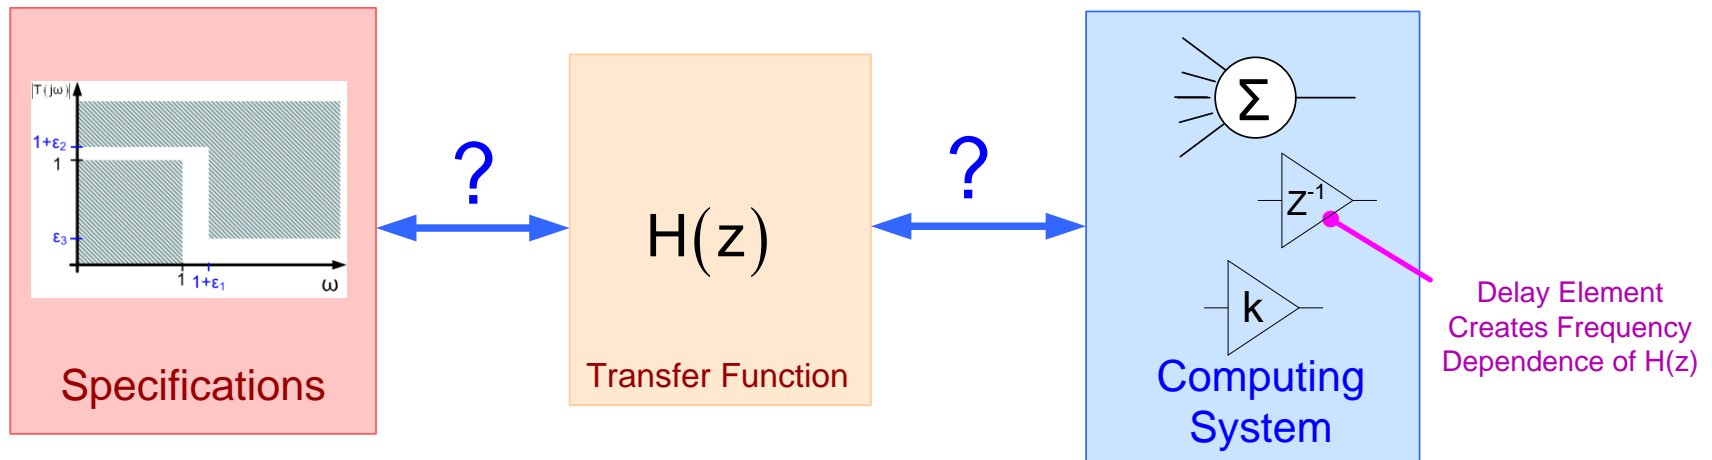 |T(jω)|
1+ε₂
1
ε₃
1
1+ε₁
ω
Specifications
?
H(z)
Transfer Function
?
Σ
Z⁻¹
k
Computing
System
Delay Element
Creates Frequency
Dependence of H(z)